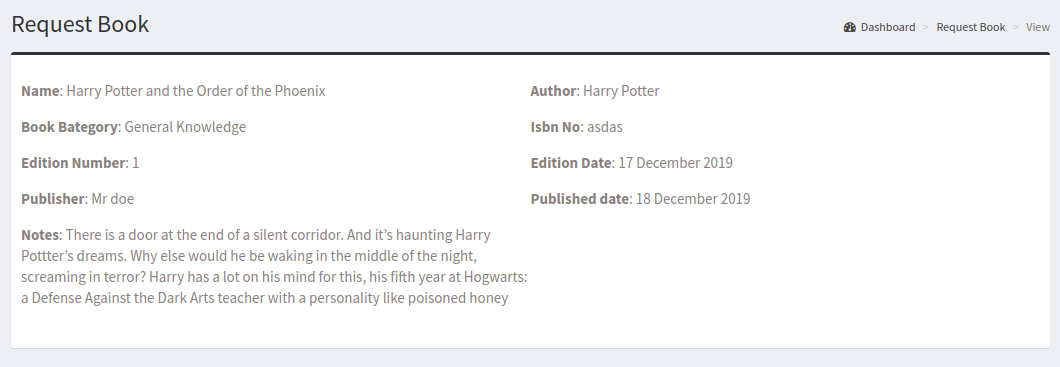 Request Book
Dashboard > Request Book > View
Name: Harry Potter and the Order of the Phoenix
Author: Harry Potter
Book Bategory: General Knowledge
Isbn No: asdas
Edition Number: 1
Edition Date: 17 December 2019
Publisher: Mr doe
Published date: 18 December 2019
Notes: There is a door at the end of a silent corridor. And it’s haunting Harry
Pottter’s dreams. Why else would he be waking in the middle of the night,
screaming in terror? Harry has a lot on his mind for this, his fifth year at Hogwarts:
a Defense Against the Dark Arts teacher with a personality like poisoned honey